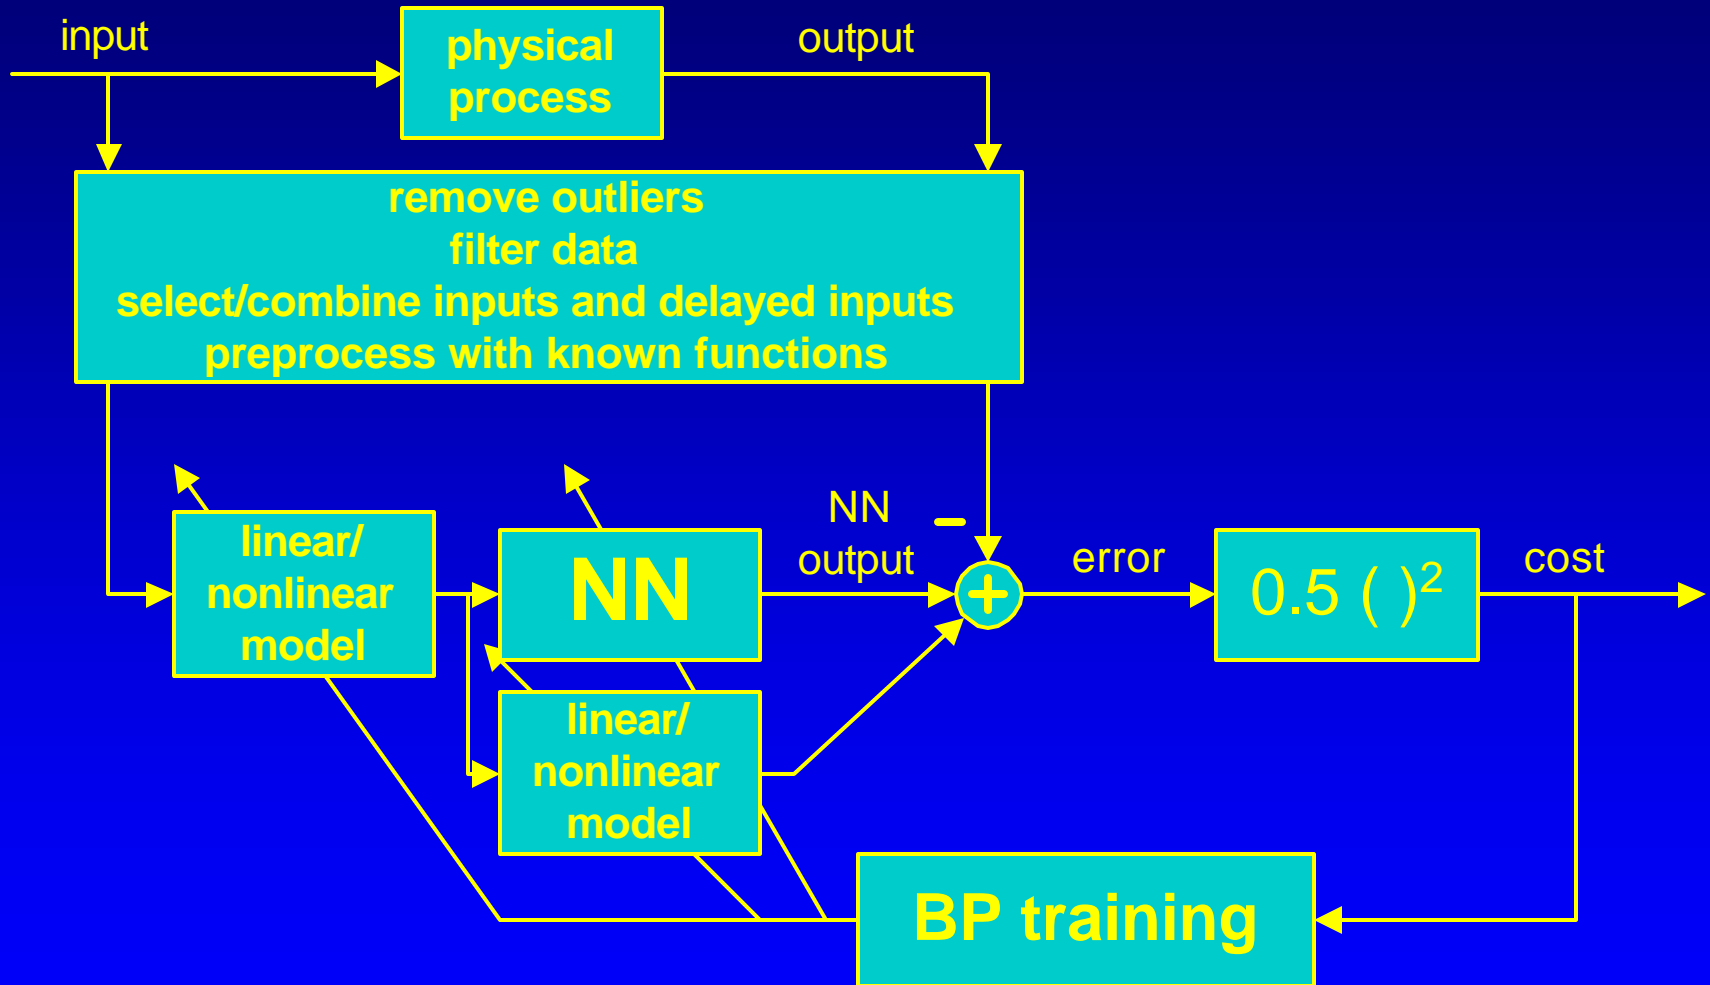 input
physical
process
output
remove outliers
filter data
select/combine inputs and delayed inputs
preprocess with known functions
linear/
nonlinear
model
NN
NN
output
–
+
error
0.5 ( )²
cost
linear/
nonlinear
model
BP training